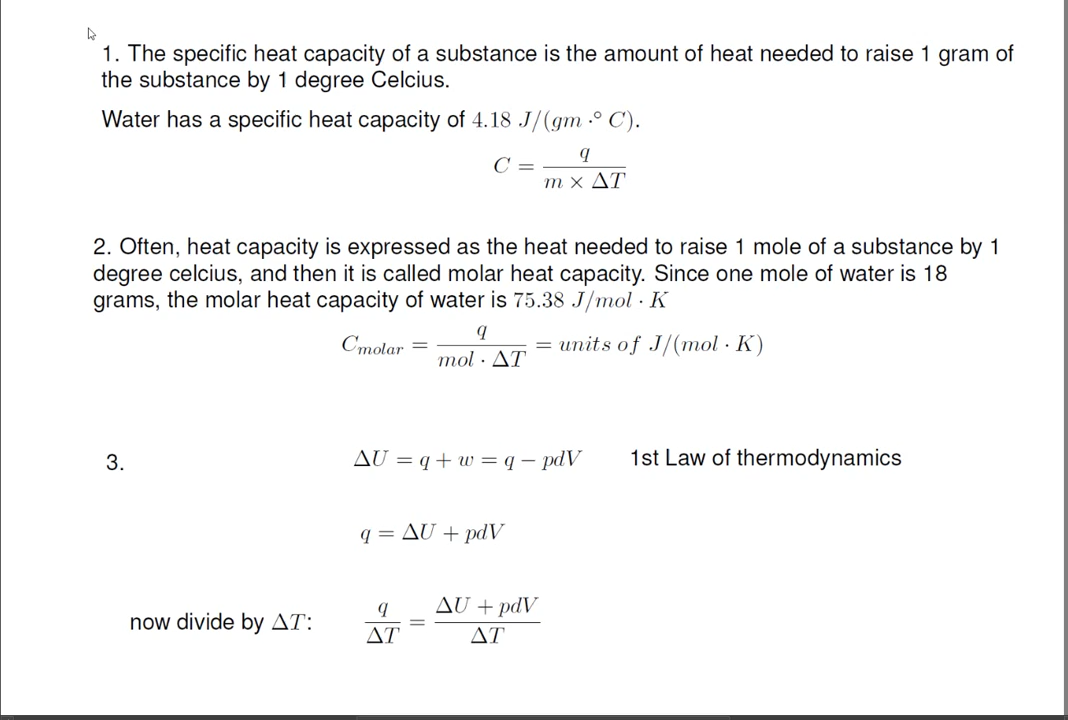 1. The specific heat capacity of a substance is the amount of heat needed to raise 1 gram of
the substance by 1 degree Celcius.
Water has a specific heat capacity of 4.18 J/(gm ·° C).
C = q / (m × ΔT)
2. Often, heat capacity is expressed as the heat needed to raise 1 mole of a substance by 1
degree celcius, and then it is called molar heat capacity. Since one mole of water is 18
grams, the molar heat capacity of water is 75.38 J/mol · K
C_molar = q / (mol · ΔT) = units of J/(mol · K)
3. ΔU = q + w = q − pdV 1st Law of thermodynamics
q = ΔU + pdV
now divide by ΔT: q / ΔT = (ΔU + pdV) / ΔT